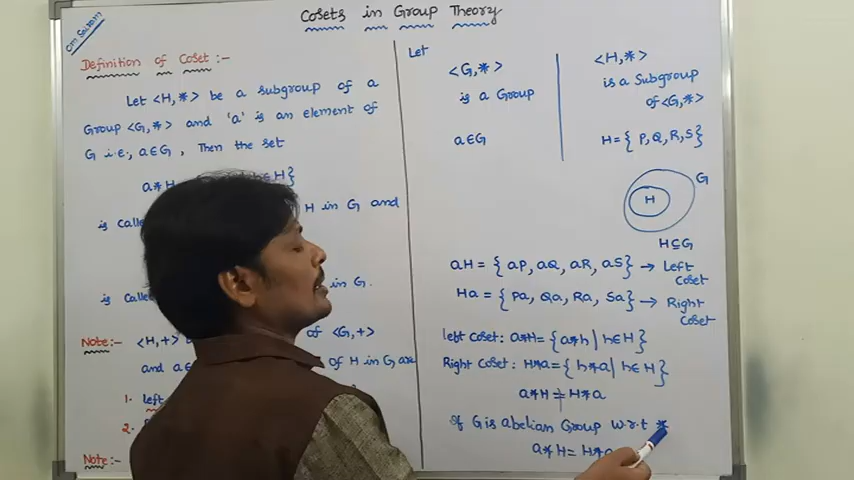 Cosets in Group Theory
Om Sairam
Definition of Coset :-
Let <H,*> be a subgroup of a
Group <G,*> and 'a' is an element of
G i.e., a∈G, Then the set
a*H h∈H}
is H in G and
is in G.
Note:- <H,+> of <G,+>
and of H in G are
1. left
2.
Note:-
Let
<G,*>
is a Group
a∈G
<H,*>
is a Subgroup
of <G,*>
H = { P, Q, R, S }
G
H
H⊆G
aH = { aP, aQ, aR, aS } → Left
Coset
Ha = { Pa, Qa, Ra, Sa } → Right
Coset
left Coset: a*H = { a*h | h∈H }
Right Coset: H*a = { h*a | h∈H }
a*H ≠ H*a
If G is abelian Group w.r.t *
a*H = H*a